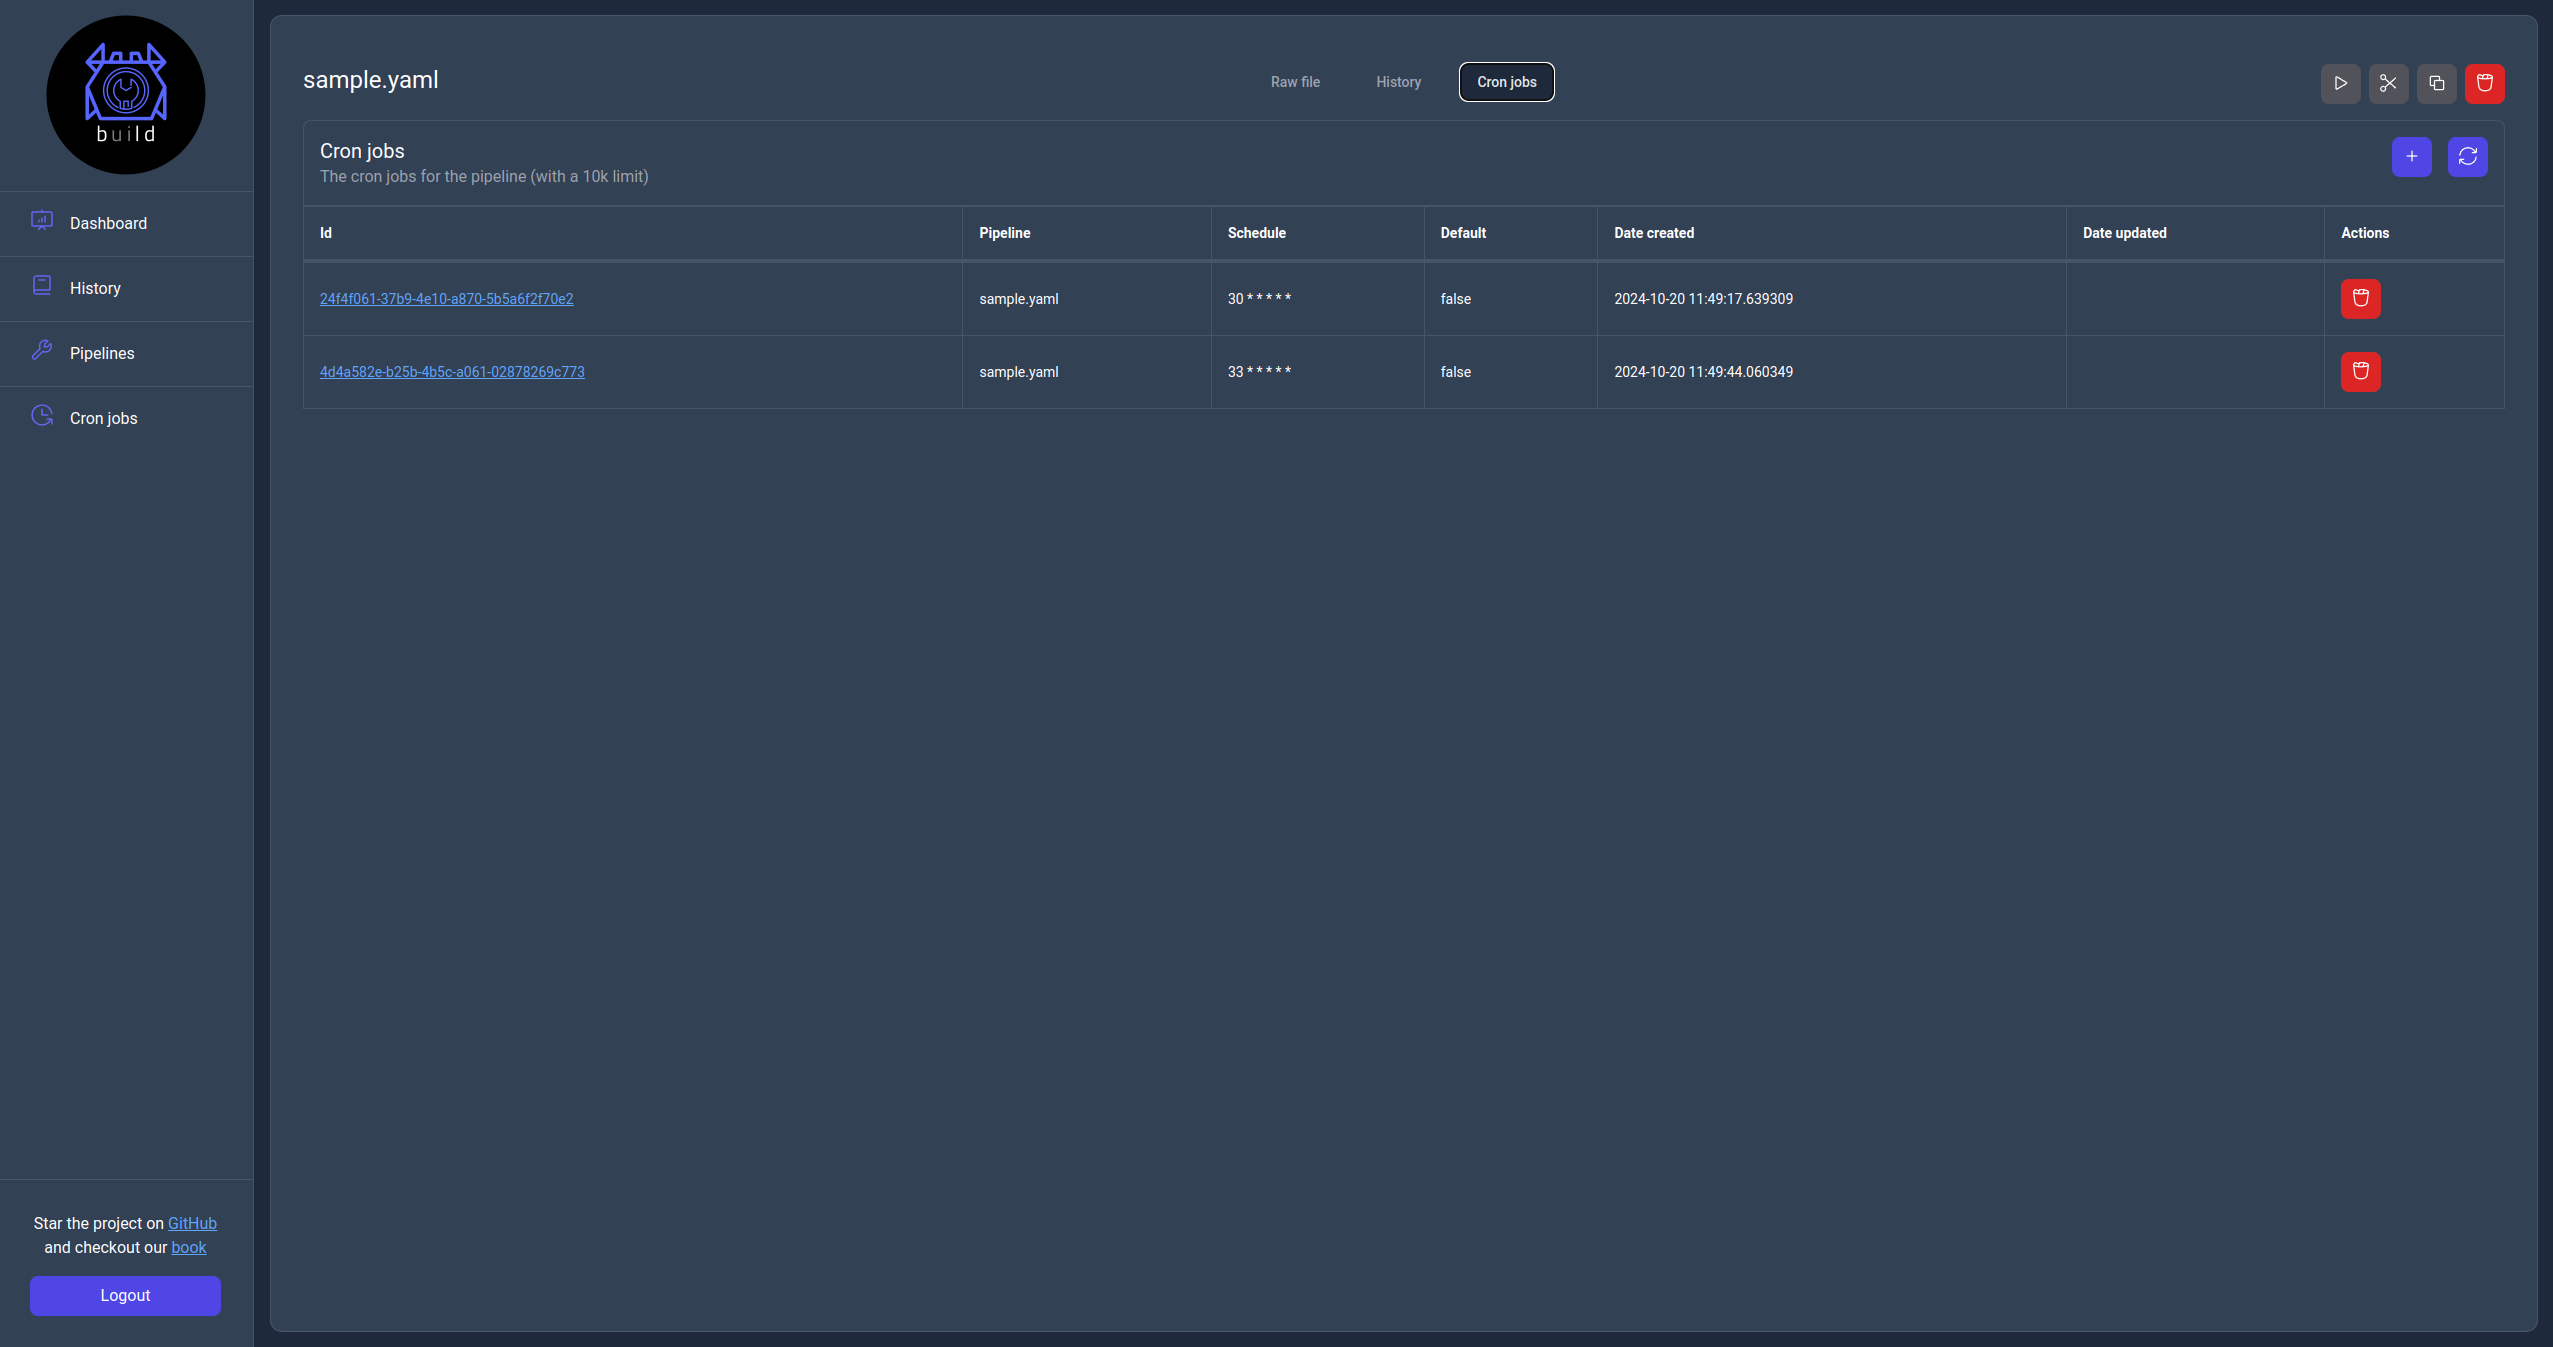 build
Dashboard
History
Pipelines
Cron jobs
Star the project on GitHub
and checkout our book
Logout
sample.yaml
Raw file
History
Cron jobs
Cron jobs
The cron jobs for the pipeline (with a 10k limit)
Id Pipeline Schedule Default Date created Date updated Actions
24f4f061-37b9-4e10-a870-5b5a6f2f70e2 sample.yaml 30 * * * * * false 2024-10-20 11:49:17.639309
4d4a582e-b25b-4b5c-a061-02878269c773 sample.yaml 33 * * * * * false 2024-10-20 11:49:44.060349